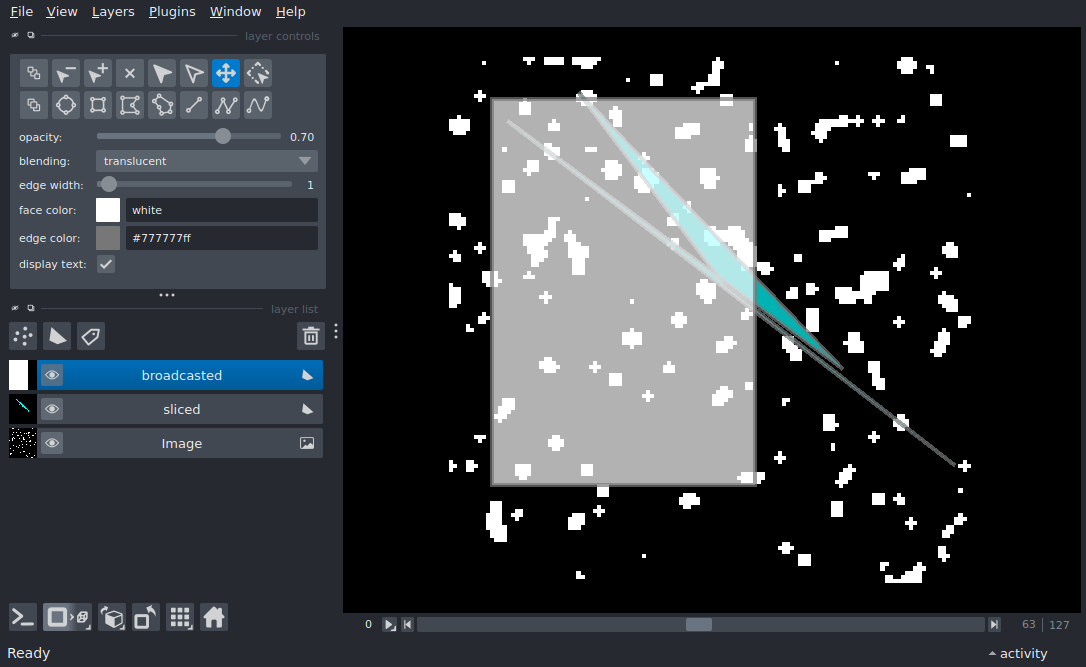 File View Layers Plugins Window Help
layer controls
opacity: 0.70
blending: translucent
edge width: 1
face color: white
edge color: #777777ff
display text:
layer list
broadcasted
sliced
Image
0 63 127
Ready activity